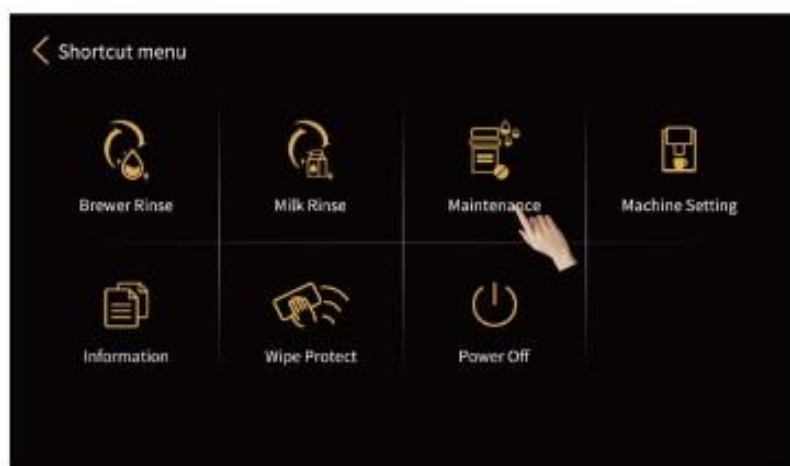 Shortcut menu
Brewer Rinse
Milk Rinse
Maintenance
Machine Setting
Information
Wipe Protect
Power Off